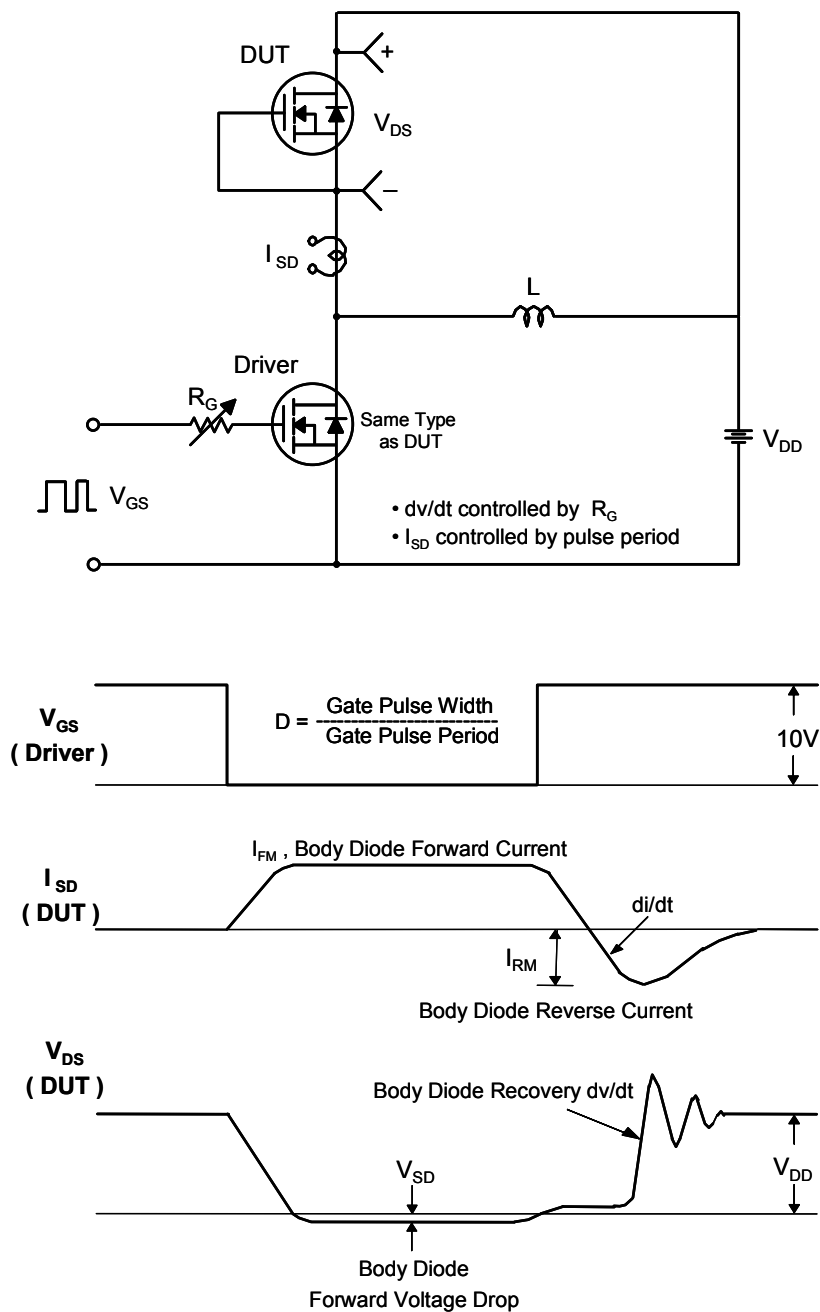 DUT
+
V_DS
–
I_SD
L
Driver
R_G
Same Type
as DUT
V_DD
V_GS
• dv/dt controlled by R_G
• I_SD controlled by pulse period
V_GS
( Driver )
D = Gate Pulse Width
Gate Pulse Period
10V
I_FM , Body Diode Forward Current
I_SD
( DUT )
di/dt
I_RM
Body Diode Reverse Current
V_DS
( DUT )
Body Diode Recovery dv/dt
V_SD
V_DD
Body Diode
Forward Voltage Drop